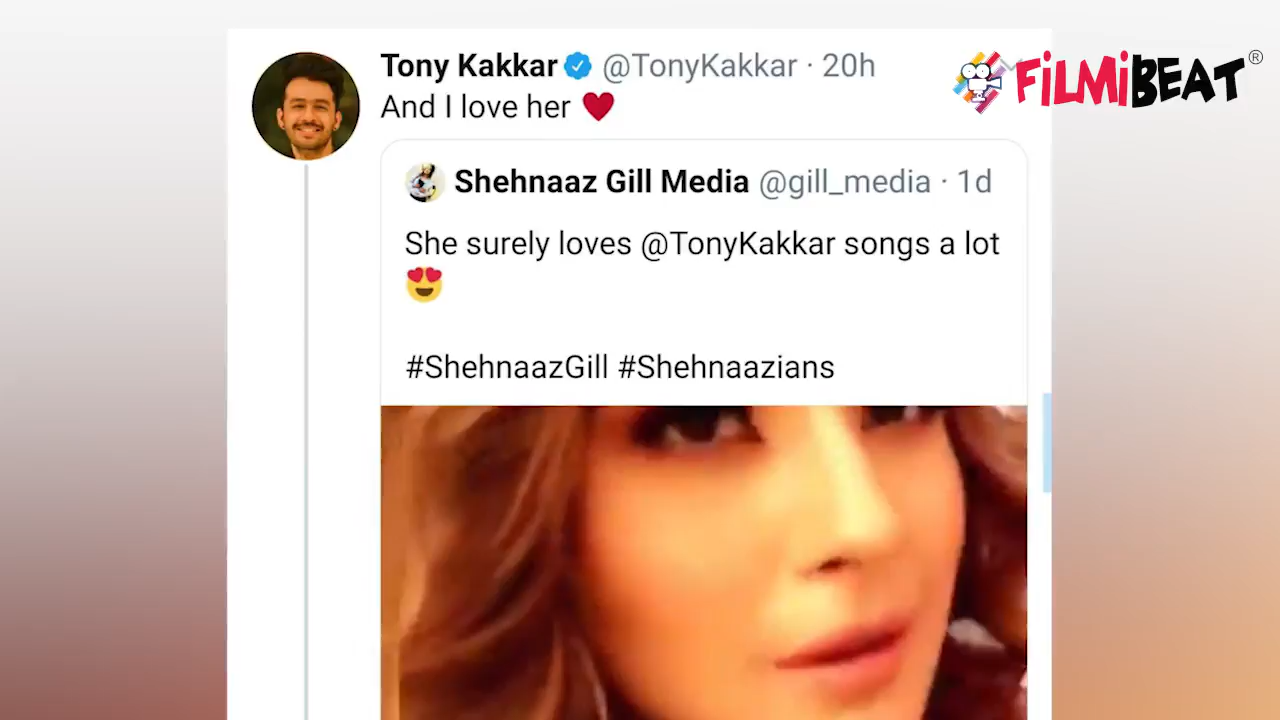 Tony Kakkar @TonyKakkar · 20h
And I love her ❤️
FiLMiBEAT®
Shehnaaz Gill Media @gill_media · 1d
She surely loves @TonyKakkar songs a lot
😍
#ShehnaazGill #Shehnaazians